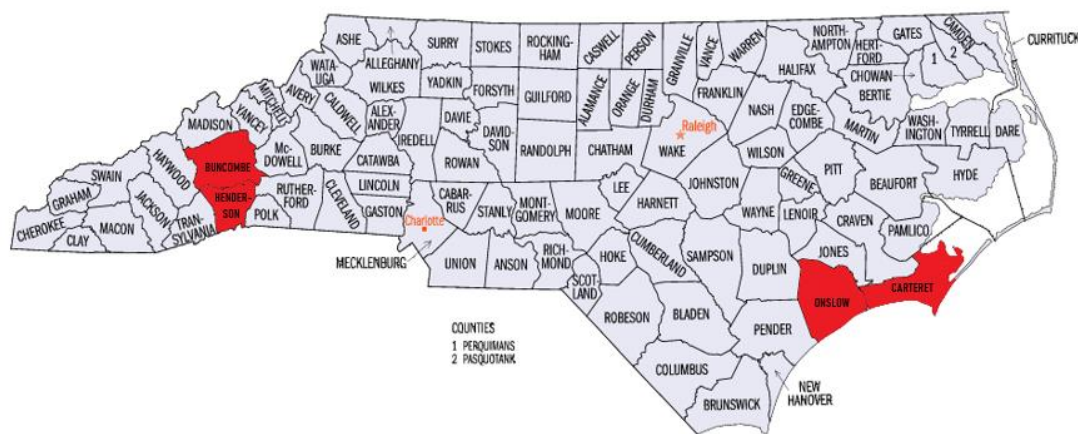 ASHE
ALLEGHANY
SURRY
STOKES
ROCKING-
HAM
CASWELL
PERSON
GRANVILLE
VANCE
WARREN
NORTH-
AMPTON
HERT-
FORD
GATES
CAMDEN
CURRITUCK
1
2
WATA-
UGA
WILKES
YADKIN
FORSYTH
GUILFORD
ALAMANCE
ORANGE
DURHAM
FRANKLIN
HALIFAX
CHOWAN
BERTIE
MITCHELL
AVERY
CALDWELL
ALEX-
ANDER
IREDELL
DAVIE
DAVID-
SON
RANDOLPH
CHATHAM
Raleigh
WAKE
NASH
EDGE-
COMBE
MARTIN
WASH-
INGTON
TYRRELL
DARE
MADISON
YANCEY
McDOWELL
BURKE
CATAWBA
ROWAN
WILSON
PITT
BEAUFORT
HYDE
HAYWOOD
BUNCOMBE
SWAIN
GRAHAM
CHEROKEE
CLAY
MACON
JACKSON
TRAN-
SYLVANIA
HENDER-
SON
POLK
RUTHER-
FORD
CLEVELAND
LINCOLN
GASTON
Charlotte
MECKLENBURG
CABAR-
RUS
STANLY
MONT-
GOMERY
MOORE
LEE
HARNETT
JOHNSTON
WAYNE
GREENE
LENOIR
CRAVEN
PAMLICO
UNION
ANSON
RICH-
MOND
SCOT-
LAND
HOKE
CUMBERLAND
SAMPSON
DUPLIN
JONES
ONSLOW
CARTERET
ROBESON
BLADEN
PENDER
COLUMBUS
BRUNSWICK
NEW
HANOVER
COUNTIES
1 PERQUIMANS
2 PASQUOTANK